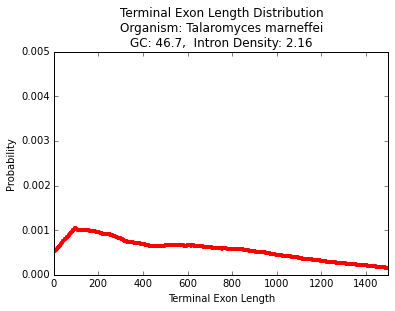 Terminal Exon Length Distribution
Organism: Talaromyces marneffei
GC: 46.7,  Intron Density: 2.16
0.005
0.004
0.003
0.002
0.001
0.000
Probability
0 200 400 600 800 1000 1200 1400
Terminal Exon Length